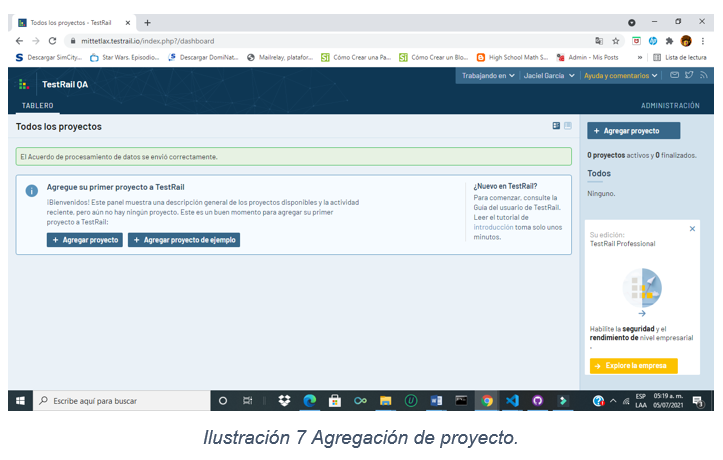 Todos los proyectos - TestRail
mittetlax.testrail.io/index.php?/dashboard
Descargar SimCity... Star Wars, Episodio... Descargar DomiNat... Mailrelay, platafor... Cómo Crear una Pa... Cómo Crear un Blo... High School Math S... Admin - Mis Posts » Lista de lectura
TestRail QA
Trabajando en Jaciel García Ayuda y comentarios
TABLERO
ADMINISTRACIÓN
Todos los proyectos
El Acuerdo de procesamiento de datos se envió correctamente.
Agregue su primer proyecto a TestRail
¡Bienvenidos! Este panel muestra una descripción general de los proyectos disponibles y la actividad
reciente, pero aún no hay ningún proyecto. Este es un buen momento para agregar su primer
proyecto a TestRail:
+ Agregar proyecto + Agregar proyecto de ejemplo
¿Nuevo en TestRail?
Para comenzar, consulte la
Guía del usuario de TestRail.
Leer el tutorial de
introducción toma solo unos
minutos.
+ Agregar proyecto
0 proyectos activos y 0 finalizados.
Todos
Ninguno.
Su edición:
TestRail Professional
Habilite la seguridad y el
rendimiento de nivel empresarial
.
Explore la empresa
Escribe aquí para buscar
ESP
LAA
05:19 a. m.
05/07/2021
Ilustración 7 Agregación de proyecto.